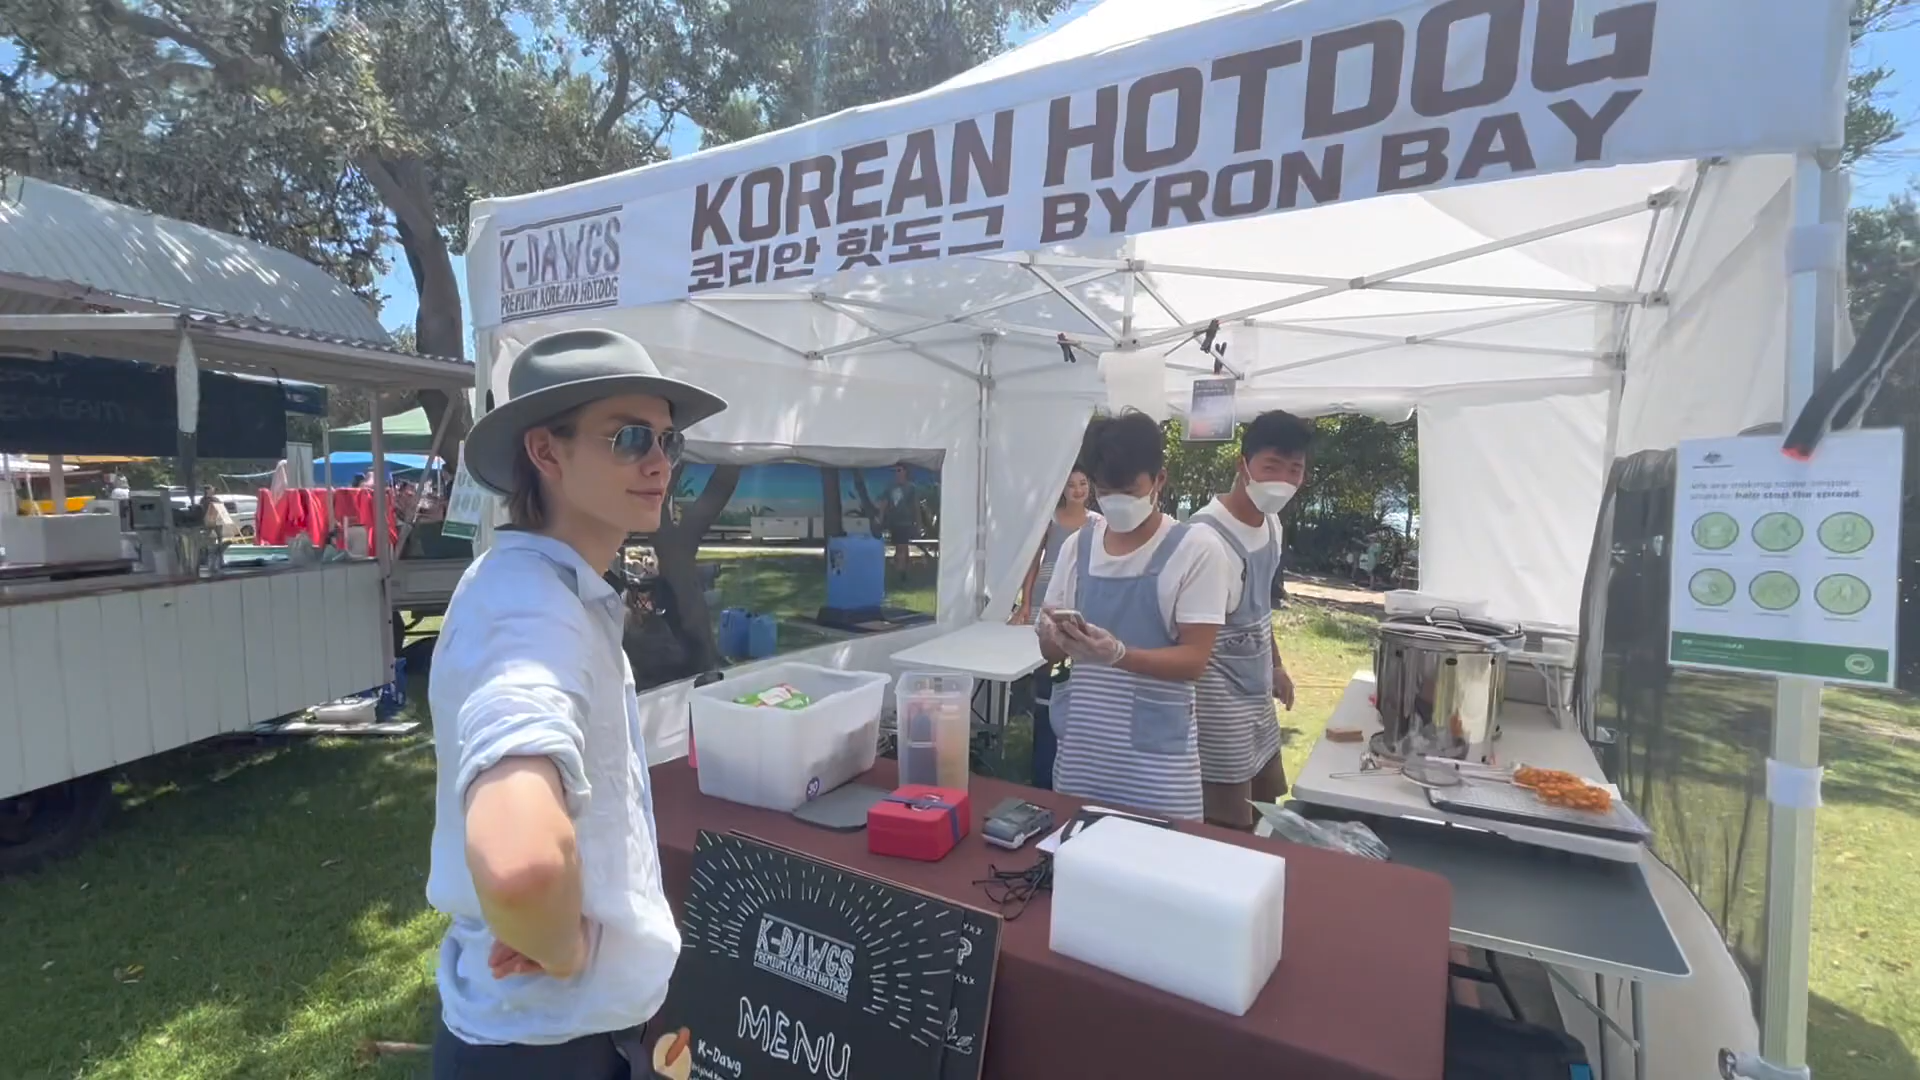 KOREAN HOTDOG
코리안 핫도그 BYRON BAY
K-DAWGS
PREMIUM KOREAN HOTDOG
help stop the spread.
K-DAWGS
PREMIUM KOREAN HOTDOG
MENU
K-Dawg